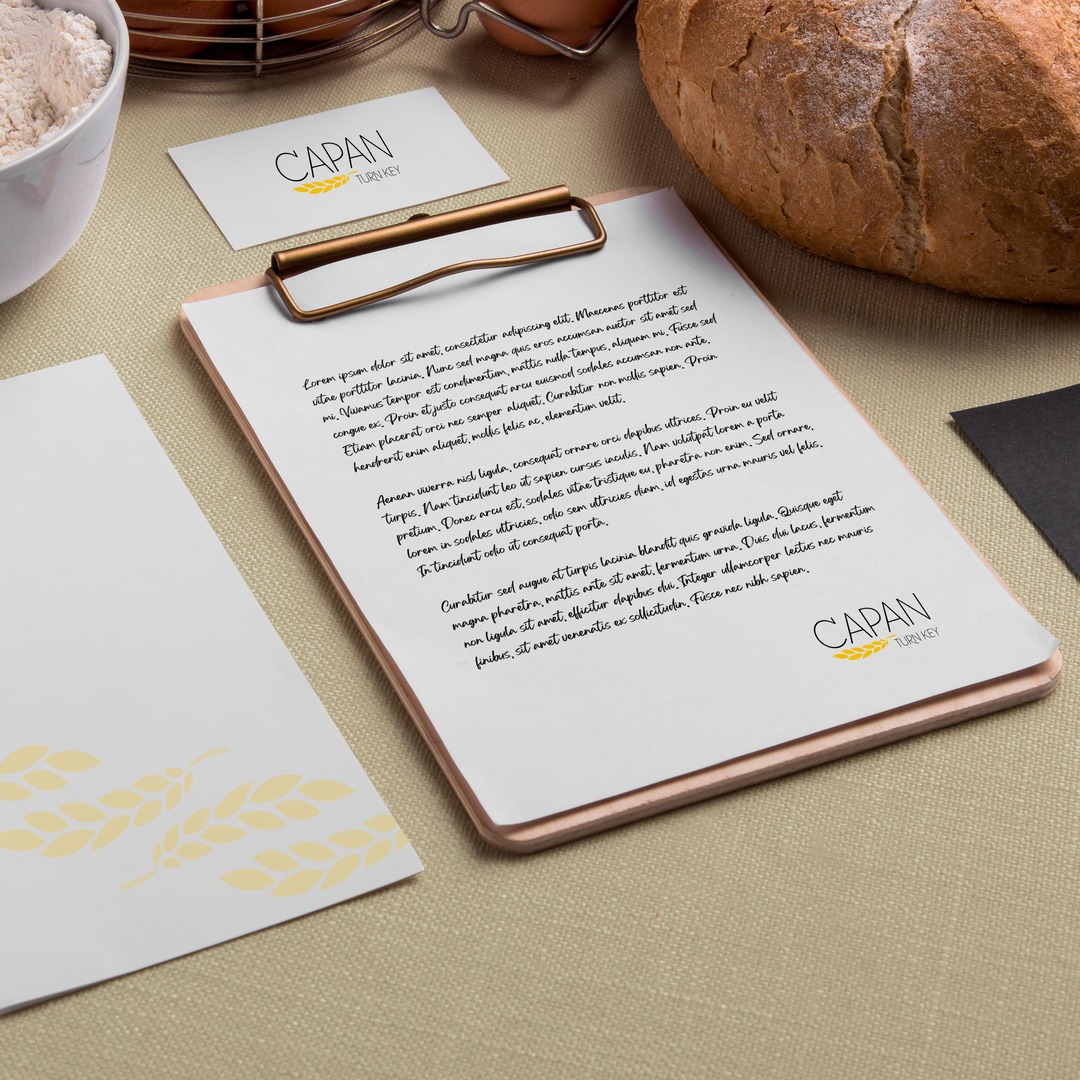 CAPAN
TURN KEY
Lorem ipsum dolor sit amet, consectetur adipiscing elit. Maecenas porttitor est
vitae porttitor lacinia. Nunc sed magna quis eros accumsan auctor sit amet sed
mi. Vivamus tempor est condimentum, mattis nulla tempus, aliquam mi. Fusce sed
congue ex. Proin et justo consequat arcu euismod sodales accumsan non ante.
Etiam placerat orci nec semper aliquet. Curabitur non mollis sapien. Proin
hendrerit enim aliquet, mollis felis ac, elementum velit.
Aenean viverra nisl ligula, consequat ornare orci dapibus ultrices. Proin eu velit
turpis. Nam tincidunt leo ut sapien cursus iaculis. Nam volutpat lorem a porta
pretium. Donec arcu est, sodales vitae tristique eu, pharetra non enim. Sed ornare,
lorem in sodales ultricies, odio sem ultricies diam, id egestas urna mauris vel felis.
In tincidunt odio ut consequat porta.
Curabitur sed augue at turpis lacinia blandit quis gravida ligula. Quisque eget
magna pharetra, mattis ante sit amet, fermentum urna. Duis dui lacus, fermentum
non ligula sit amet, efficitur dapibus dui. Integer ullamcorper lectus nec mauris
finibus, sit amet venenatis ex sollicitudin. Fusce nec nibh sapien.
CAPAN
TURN KEY